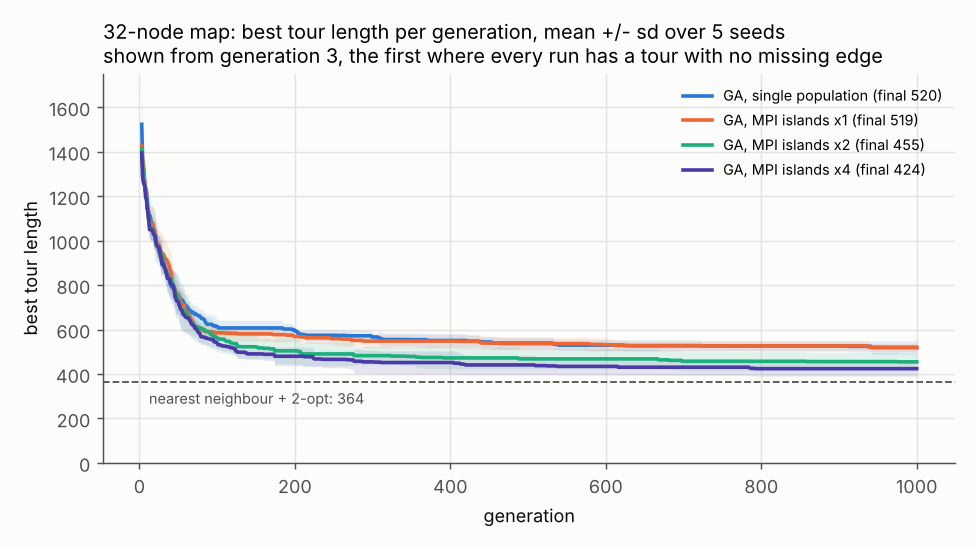 32-node map: best tour length per generation, mean +/- sd over 5 seeds
shown from generation 3, the first where every run has a tour with no missing edge
GA, single population (final 520)
GA, MPI islands x1 (final 519)
GA, MPI islands x2 (final 455)
GA, MPI islands x4 (final 424)
best tour length
1600
1400
1200
1000
800
600
400
200
0
nearest neighbour + 2-opt: 364
0
200
400
600
800
1000
generation